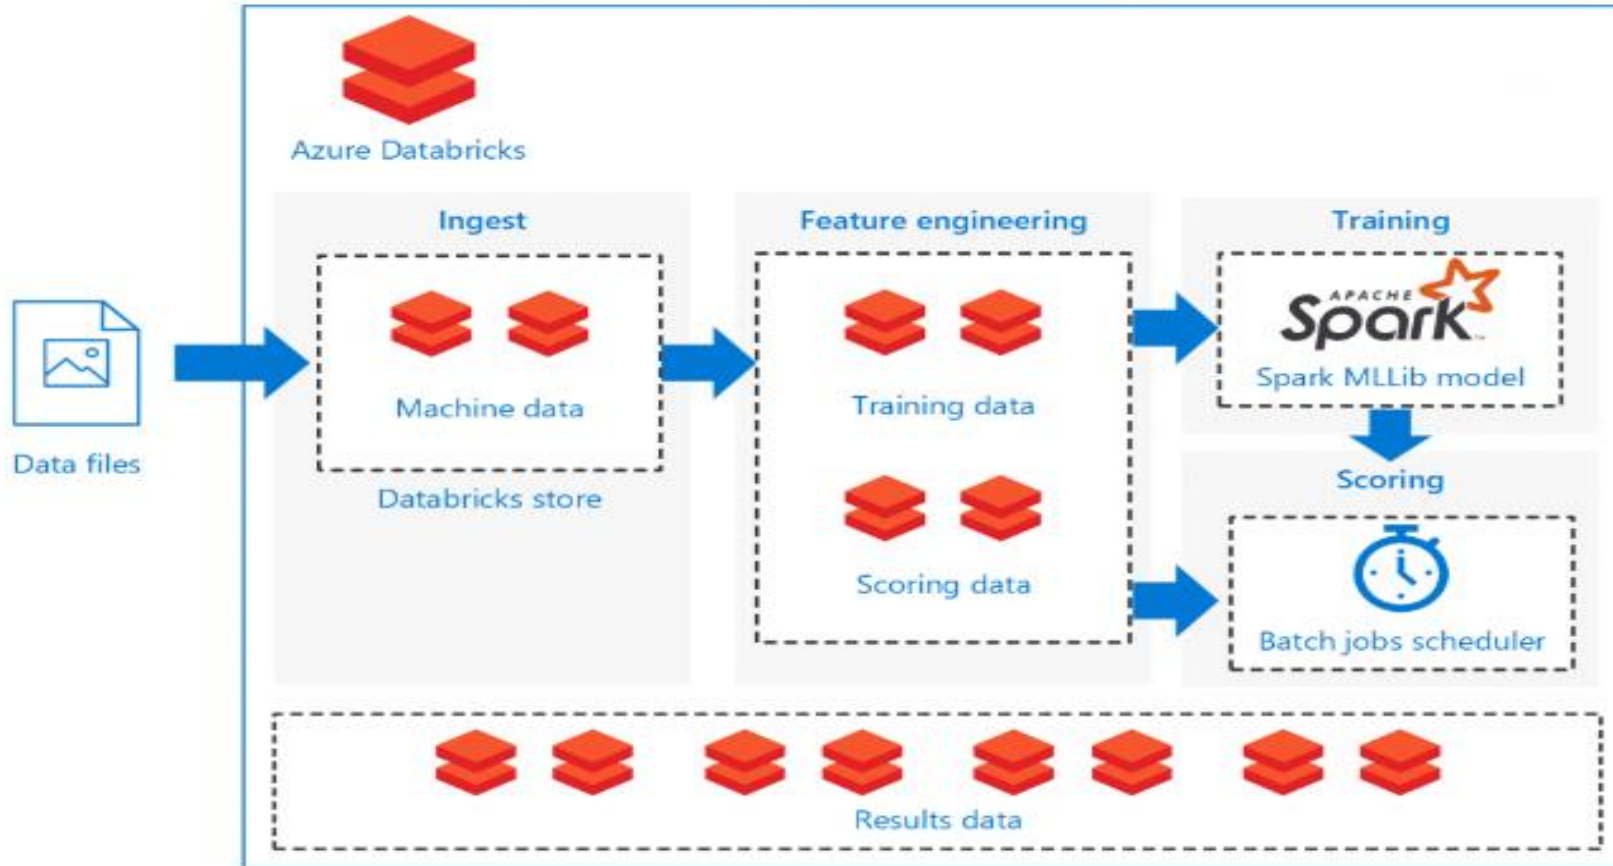 Azure Databricks
Ingest
Machine data
Databricks store
Data files
Feature engineering
Training data
Scoring data
Training
APACHE
Spark™
Spark MLLib model
Scoring
Batch jobs scheduler
Results data